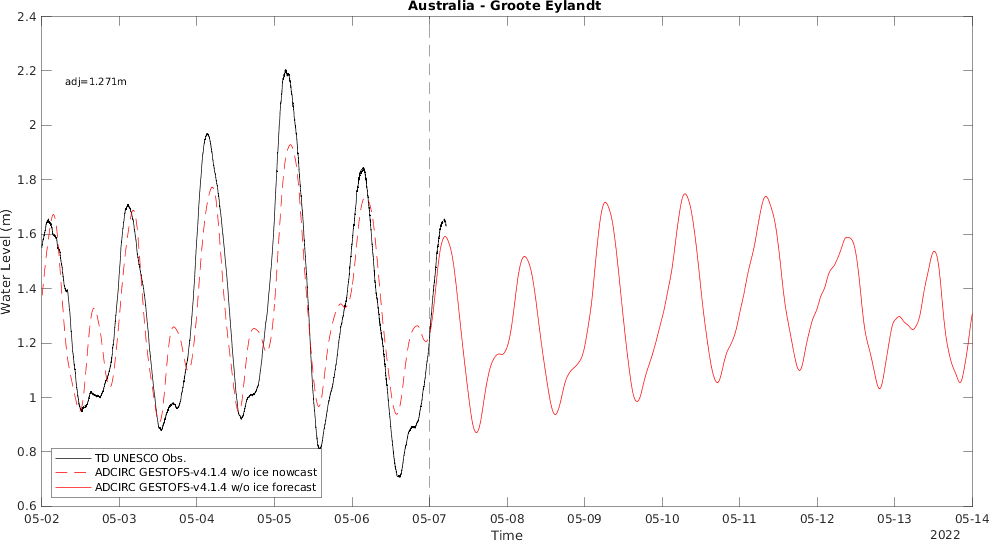 Australia - Groote Eylandt
2.4
2.2
2
1.8
1.6
1.4
1.2
1
0.8
0.6
Water Level (m)
adj=1.271m
TD UNESCO Obs.
ADCIRC GESTOFS-v4.1.4 w/o ice nowcast
ADCIRC GESTOFS-v4.1.4 w/o ice forecast
05-02 05-03 05-04 05-05 05-06 05-07 05-08 05-09 05-10 05-11 05-12 05-13 05-14
Time
2022